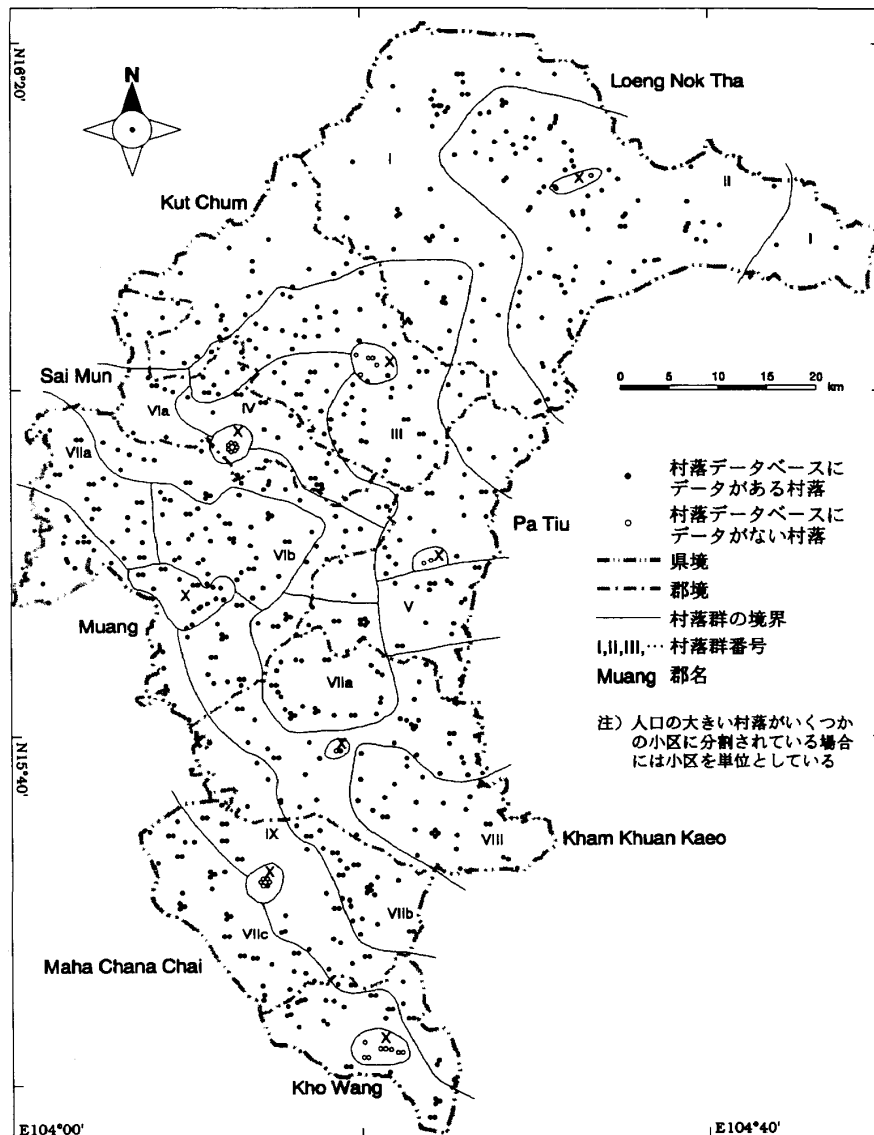 N16°20'
N
Loeng Nok Tha
I
X
II
Kut Chum
I
X
Sai Mun
VIa
IV
X
III
0 5 10 15 20
km
VIIa
● 村落データベースに
データがある村落
○ 村落データベースに
データがない村落
県境
郡境
村落群の境界
I,II,III,… 村落群番号
Muang 郡名
注）人口の大きい村落がいくつか
の小区に分割されている場合
には小区を単位としている
Pa Tiu
VIb
X
X
V
Muang
VIIa
X
N15°40'
IX
VIII
Kham Khuan Kaeo
X
VIIb
VIIc
Maha Chana Chai
X
Kho Wang
E104°00'
E104°40'